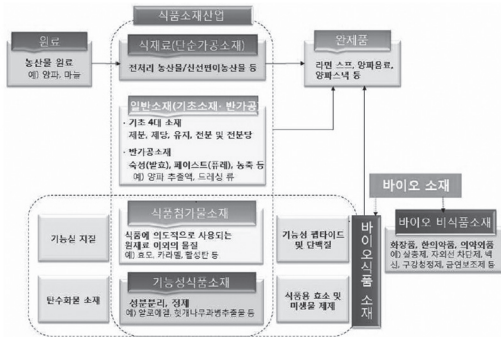 식품소재산업
원료
농산물 원료
예) 양파, 마늘
식재료(단순가공소재)
전처리 농산물/신선편이농산물 등
완제품
라면 스프, 양파음료,
양파스낵 등
일반소재(기초소재· 반가공)
· 기초 4대 소재
제분, 제당, 유지, 전분 및 전분당
· 반가공소재
숙성(발효), 페이스트(퓨레), 농축 등
예) 양파 추출액, 드레싱 류
바이오 소재
식품첨가물소재
식품에 의도적으로 사용되는
원재료 이외의 물질
예) 효모, 카라멜, 활성탄 등
기능실 지질
기능성 펩타이드
및 단백질
바이오식품 소재
바이오 비식품소재
화장품, 한의약품, 의약외품
예) 살충제, 자외선 차단제, 백
신, 구강청정제, 금연보조제 등
기능성식품소재
성분분리, 정제
예) 알로에겔, 헛개나무과병추출물 등
탄수화물 소재
식품용 효소 및
미생물 제제